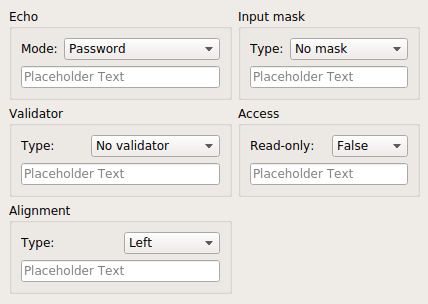 Echo
Mode: Password
Placeholder Text
Input mask
Type: No mask
Placeholder Text
Validator
Type: No validator
Placeholder Text
Access
Read-only: False
Placeholder Text
Alignment
Type: Left
Placeholder Text